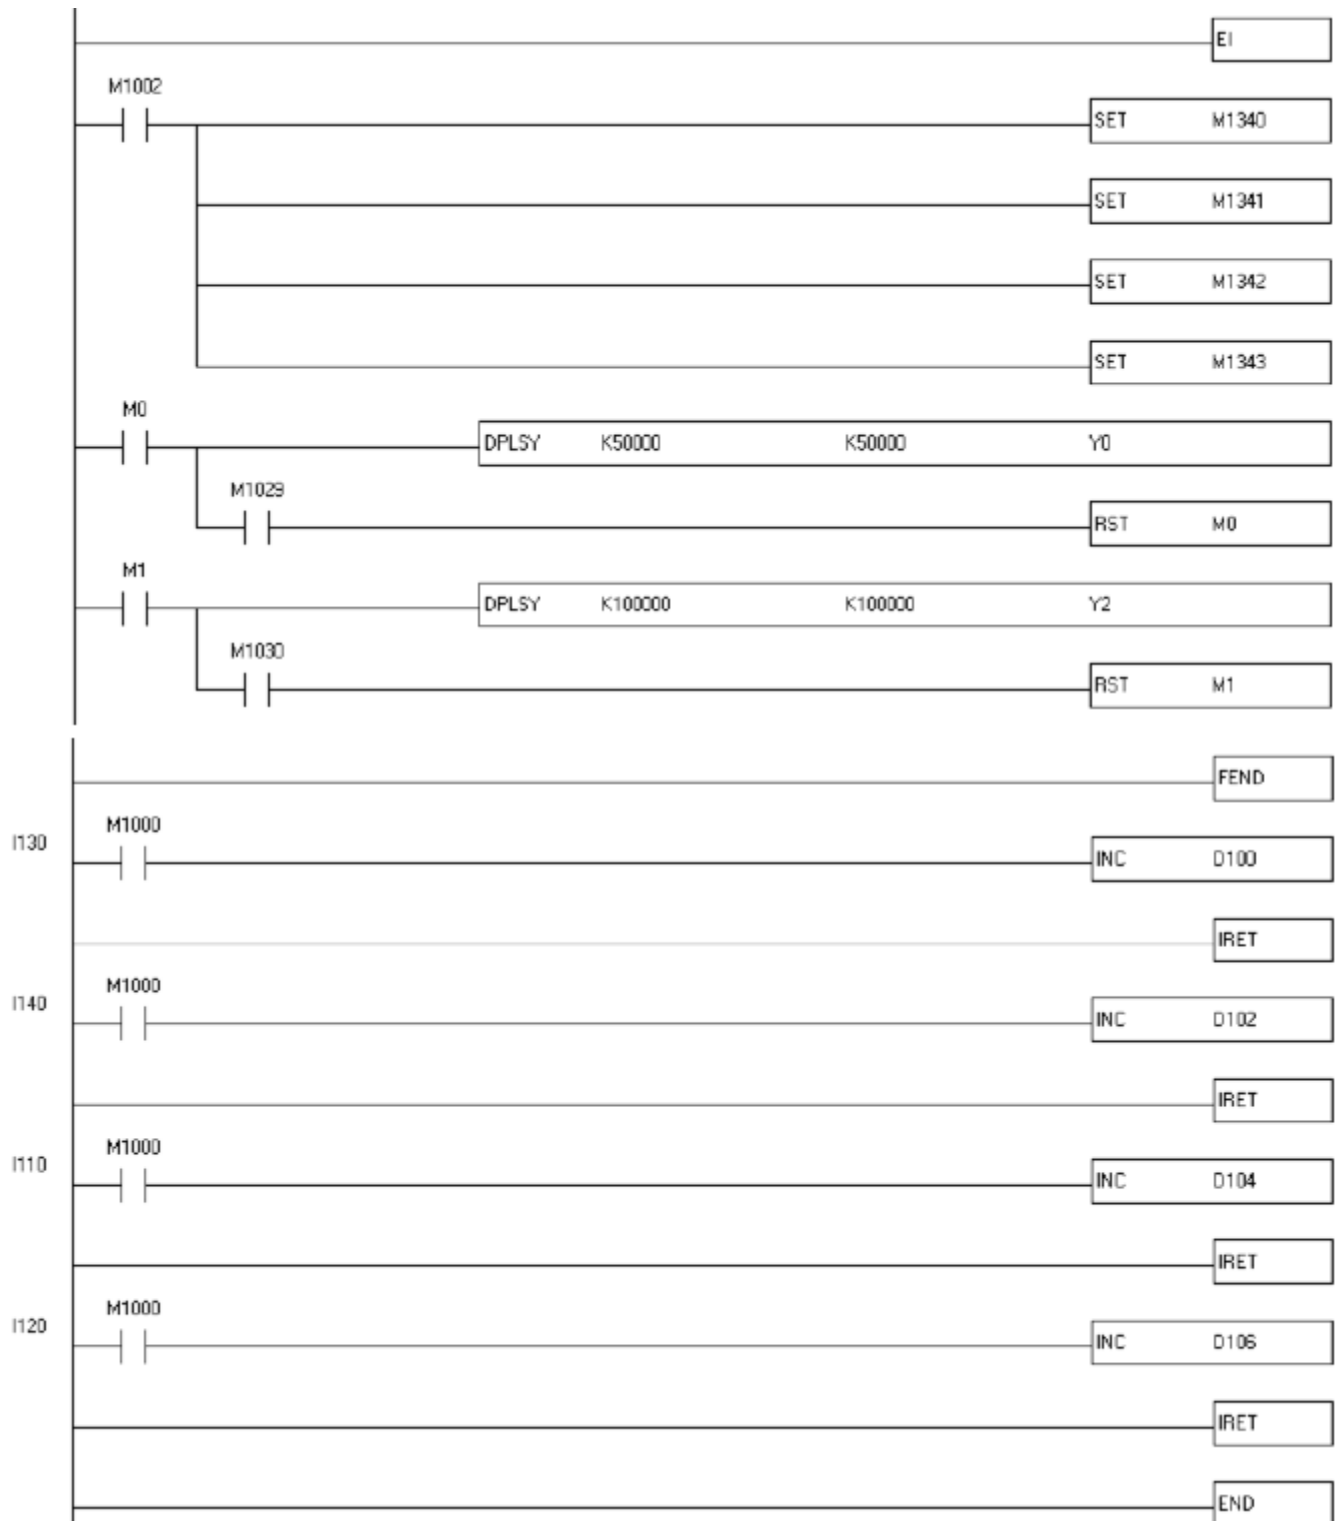 EI
M1002
SET M1340
SET M1341
SET M1342
SET M1343
M0
DPLSY K50000 K50000 Y0
M1029
RST M0
M1
DPLSY K100000 K100000 Y2
M1030
RST M1
FEND
M1000
I130
INC D100
IRET
M1000
I140
INC D102
IRET
M1000
I110
INC D104
IRET
M1000
I120
INC D106
IRET
END